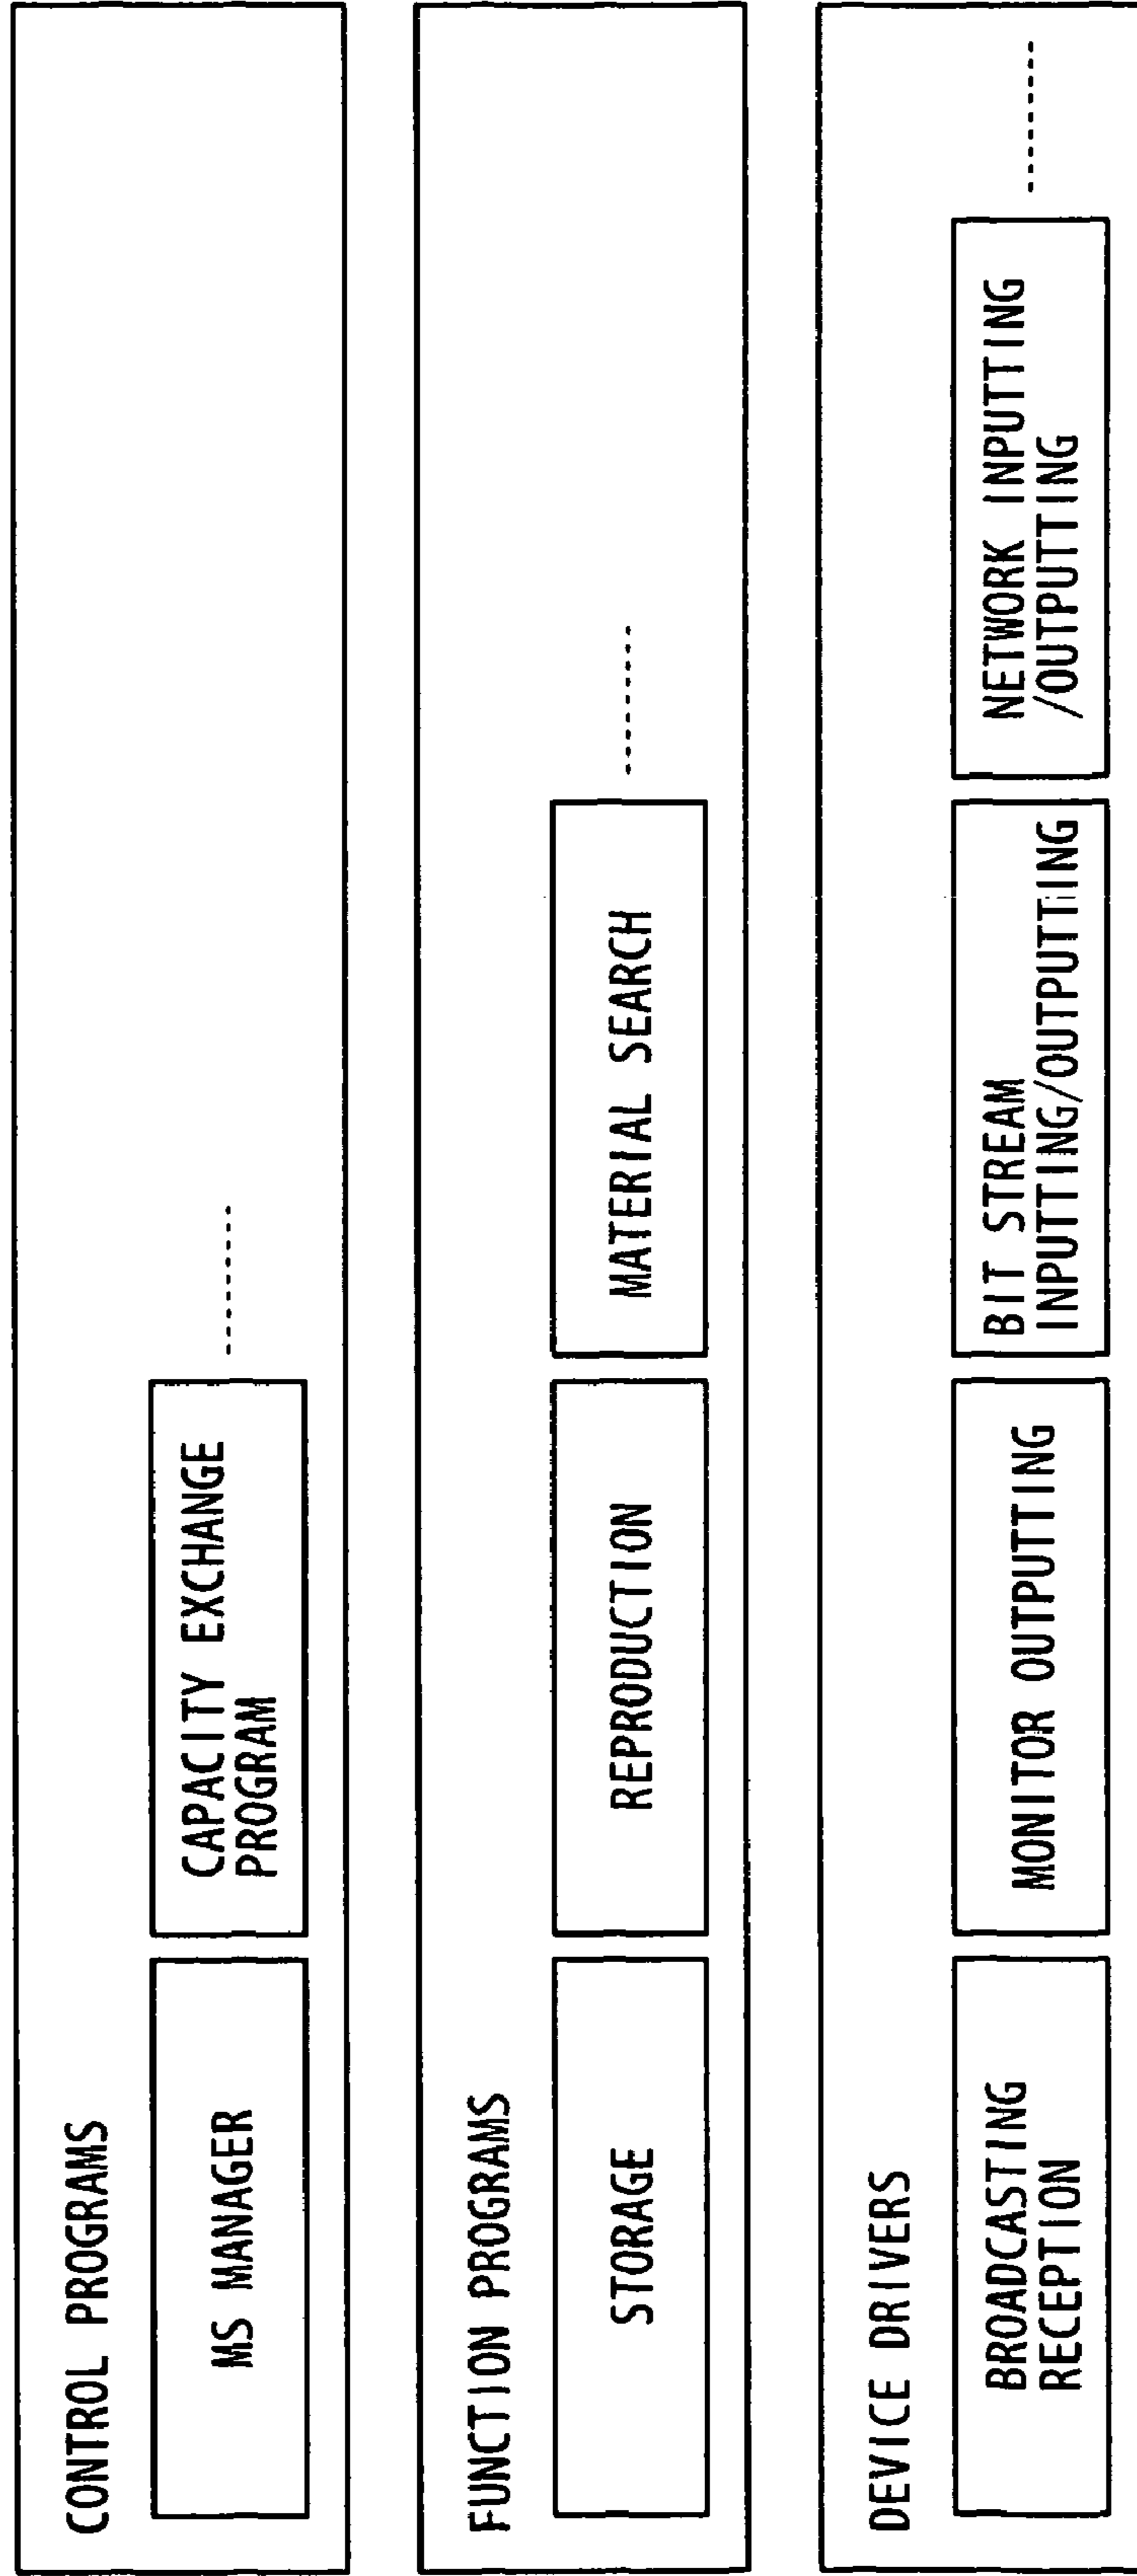 CONTROL PROGRAMS
MS MANAGER
CAPACITY EXCHANGE
PROGRAM
FUNCTION PROGRAMS
STORAGE
REPRODUCTION
MATERIAL SEARCH
DEVICE DRIVERS
BROADCASTING
RECEPTION
MONITOR OUTPUTTING
BIT STREAM
INPUTTING/OUTPUTTING
NETWORK INPUTTING
/OUTPUTTING